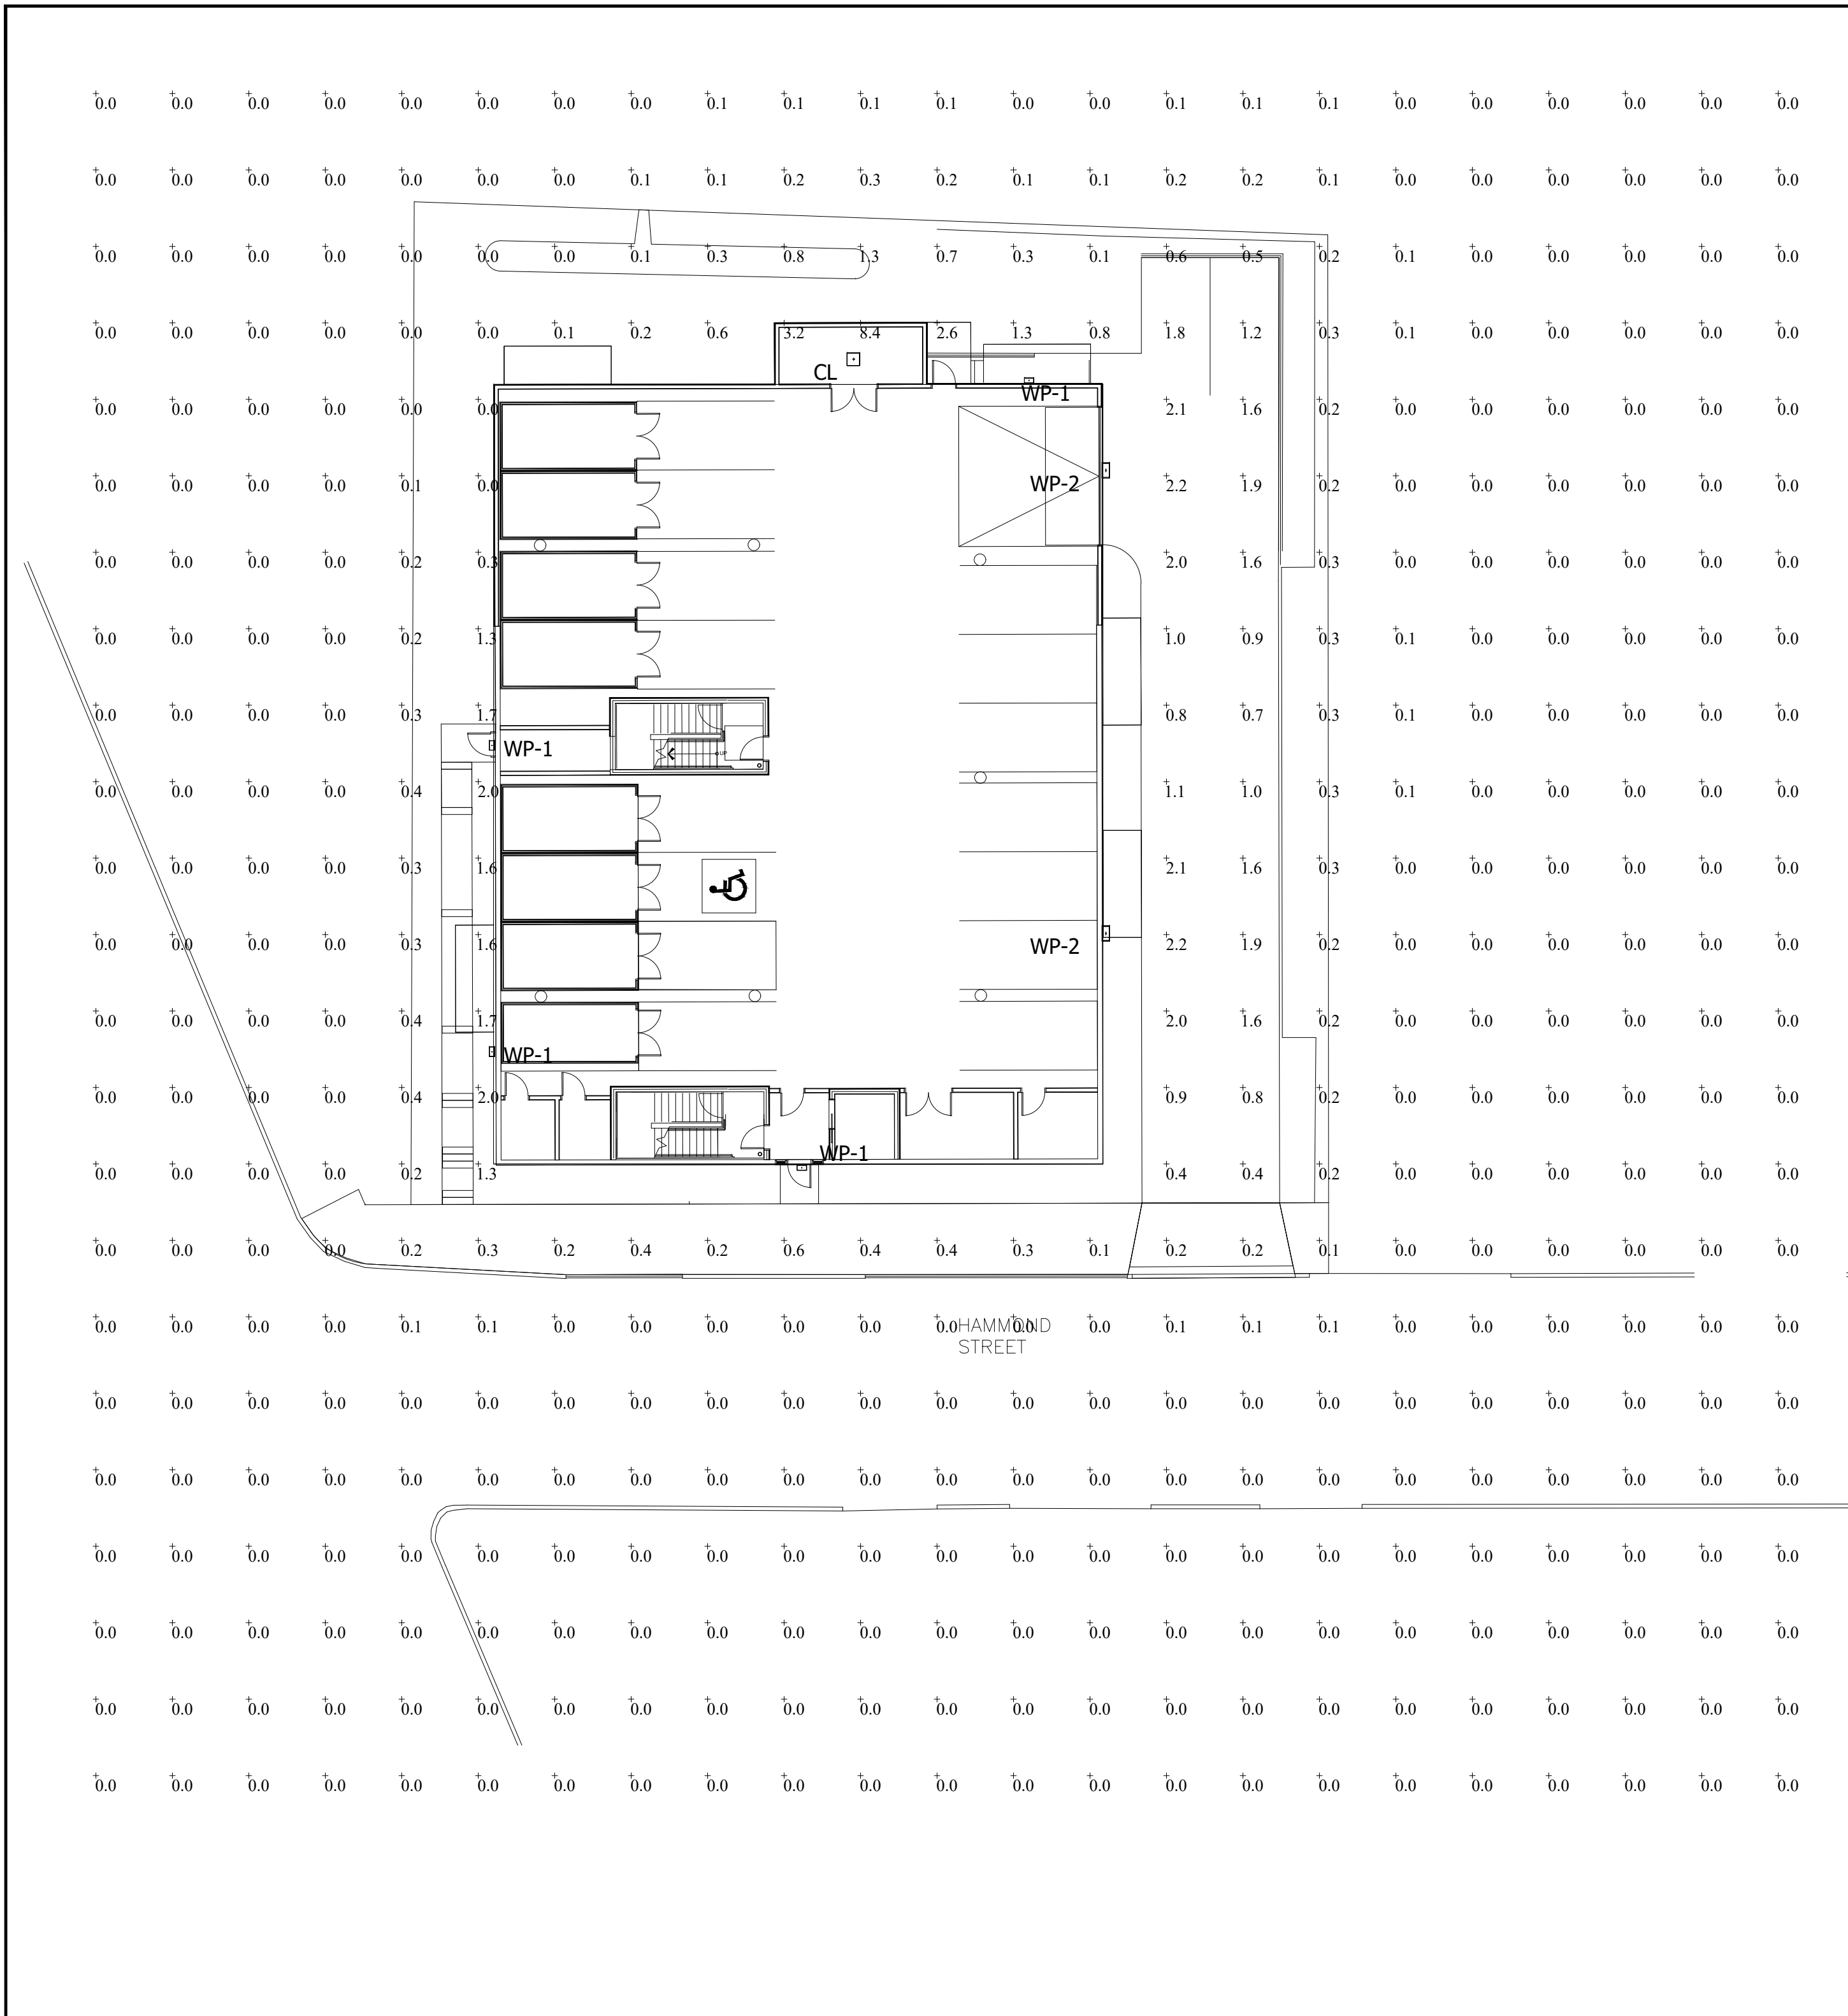 0.0 0.0 0.0 0.0 0.0 0.0 0.0 0.0 0.1 0.1 0.1 0.1 0.0 0.0 0.1 0.1 0.1 0.0 0.0 0.0 0.0 0.0 0.0
0.0 0.0 0.0 0.0 0.0 0.0 0.0 0.1 0.1 0.2 0.3 0.2 0.1 0.1 0.2 0.2 0.1 0.0 0.0 0.0 0.0 0.0 0.0
0.0 0.0 0.0 0.0 0.0 0.0 0.0 0.1 0.3 0.8 1.3 0.7 0.3 0.1 0.6 0.5 0.2 0.1 0.0 0.0 0.0 0.0 0.0
0.0 0.0 0.0 0.0 0.0 0.0 0.1 0.2 0.6 3.2 8.4 2.6 1.3 0.8 1.8 1.2 0.3 0.1 0.0 0.0 0.0 0.0 0.0
CL
WP-1
0.0 0.0 0.0 0.0 0.0 0.0 2.1 1.6 0.2 0.0 0.0 0.0 0.0 0.0 0.0
0.0 0.0 0.0 0.0 0.1 0.0 WP-2 2.2 1.9 0.2 0.0 0.0 0.0 0.0 0.0 0.0
0.0 0.0 0.0 0.0 0.2 0.3 2.0 1.6 0.3 0.0 0.0 0.0 0.0 0.0 0.0
0.0 0.0 0.0 0.0 0.2 1.3 1.0 0.9 0.3 0.1 0.0 0.0 0.0 0.0 0.0
0.0 0.0 0.0 0.0 0.3 1.7 0.8 0.7 0.3 0.1 0.0 0.0 0.0 0.0 0.0
WP-1 UP
0.0 0.0 0.0 0.0 0.4 2.0 1.1 1.0 0.3 0.1 0.0 0.0 0.0 0.0 0.0
0.0 0.0 0.0 0.0 0.3 1.6 2.1 1.6 0.3 0.0 0.0 0.0 0.0 0.0 0.0
0.0 0.0 0.0 0.0 0.3 1.6 WP-2 2.2 1.9 0.2 0.0 0.0 0.0 0.0 0.0 0.0
0.0 0.0 0.0 0.0 0.4 1.7 2.0 1.6 0.2 0.0 0.0 0.0 0.0 0.0 0.0
WP-1
0.0 0.0 0.0 0.0 0.4 2.0 0.9 0.8 0.2 0.0 0.0 0.0 0.0 0.0 0.0
WP-1
0.0 0.0 0.0 0.0 0.2 1.3 0.4 0.4 0.2 0.0 0.0 0.0 0.0 0.0 0.0
0.0 0.0 0.0 0.0 0.2 0.3 0.2 0.4 0.2 0.6 0.4 0.4 0.3 0.1 0.2 0.2 0.1 0.0 0.0 0.0 0.0 0.0 0.0
0.0 0.0 0.0 0.0 0.1 0.1 0.0 0.0 0.0 0.0 0.0 0.0 0.0 0.0 0.1 0.1 0.1 0.0 0.0 0.0 0.0 0.0 0.0
HAMMOND
STREET
0.0 0.0 0.0 0.0 0.0 0.0 0.0 0.0 0.0 0.0 0.0 0.0 0.0 0.0 0.0 0.0 0.0 0.0 0.0 0.0 0.0 0.0 0.0
0.0 0.0 0.0 0.0 0.0 0.0 0.0 0.0 0.0 0.0 0.0 0.0 0.0 0.0 0.0 0.0 0.0 0.0 0.0 0.0 0.0 0.0 0.0
0.0 0.0 0.0 0.0 0.0 0.0 0.0 0.0 0.0 0.0 0.0 0.0 0.0 0.0 0.0 0.0 0.0 0.0 0.0 0.0 0.0 0.0 0.0
0.0 0.0 0.0 0.0 0.0 0.0 0.0 0.0 0.0 0.0 0.0 0.0 0.0 0.0 0.0 0.0 0.0 0.0 0.0 0.0 0.0 0.0 0.0
0.0 0.0 0.0 0.0 0.0 0.0 0.0 0.0 0.0 0.0 0.0 0.0 0.0 0.0 0.0 0.0 0.0 0.0 0.0 0.0 0.0 0.0 0.0
0.0 0.0 0.0 0.0 0.0 0.0 0.0 0.0 0.0 0.0 0.0 0.0 0.0 0.0 0.0 0.0 0.0 0.0 0.0 0.0 0.0 0.0 0.0